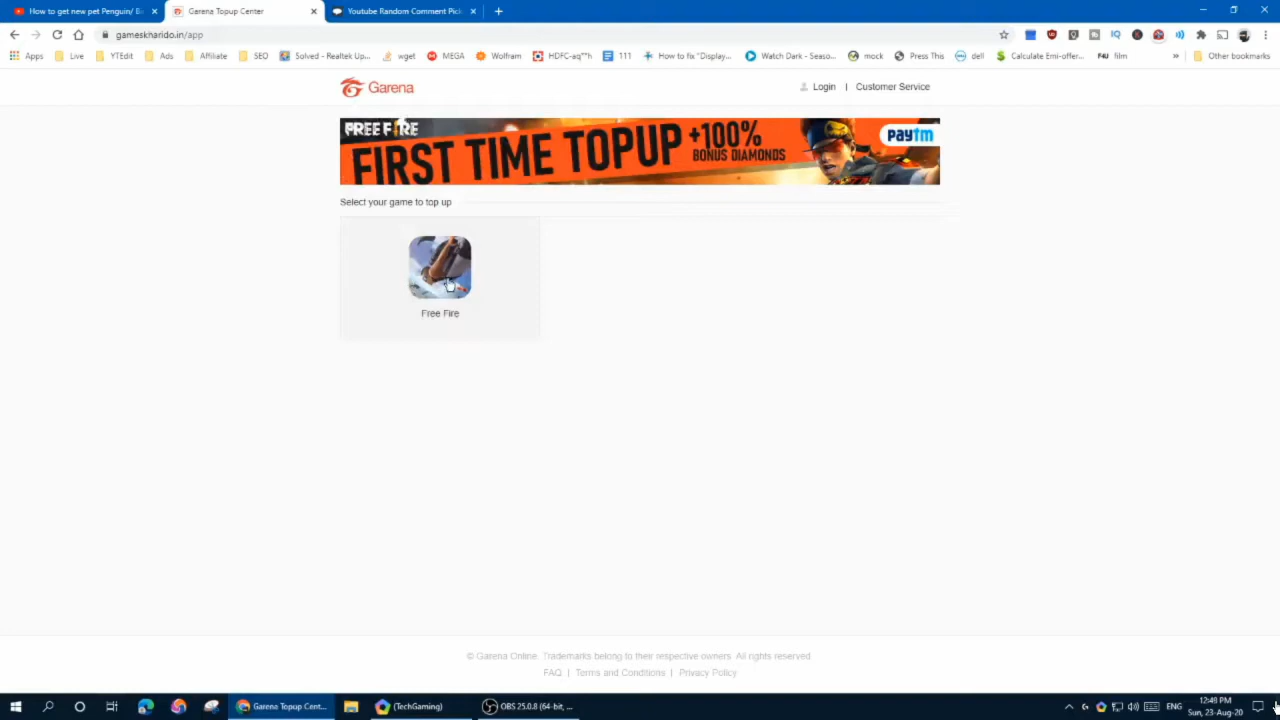 How to get new pet Penguin/
Garena Topup Center
Youtube Random Comment Pick
gameskharido.in/app
Apps
Live
YTEdit
Ads
Affiliate
SEO
Solved - Realtek Up...
wget
MEGA
Wolfram
HDFC-aq**h
111
How to fix "Display...
Watch Dark - Seaso...
mock
Press This
dell
Calculate Emi-offer...
F4U
film
»
Other bookmarks
Garena
Login | Customer Service
FREE FIRE
FIRST TIME TOPUP +100%
BONUS DIAMONDS
paytm
Select your game to top up
Free Fire
© Garena Online. Trademarks belong to their respective owners. All rights reserved
FAQ | Terms and Conditions | Privacy Policy
Garena Topup Cent...
(TechGaming)
OBS 25.0.8 (64-bit, ...
ENG
12:48 PM
Sun, 23-Aug-20